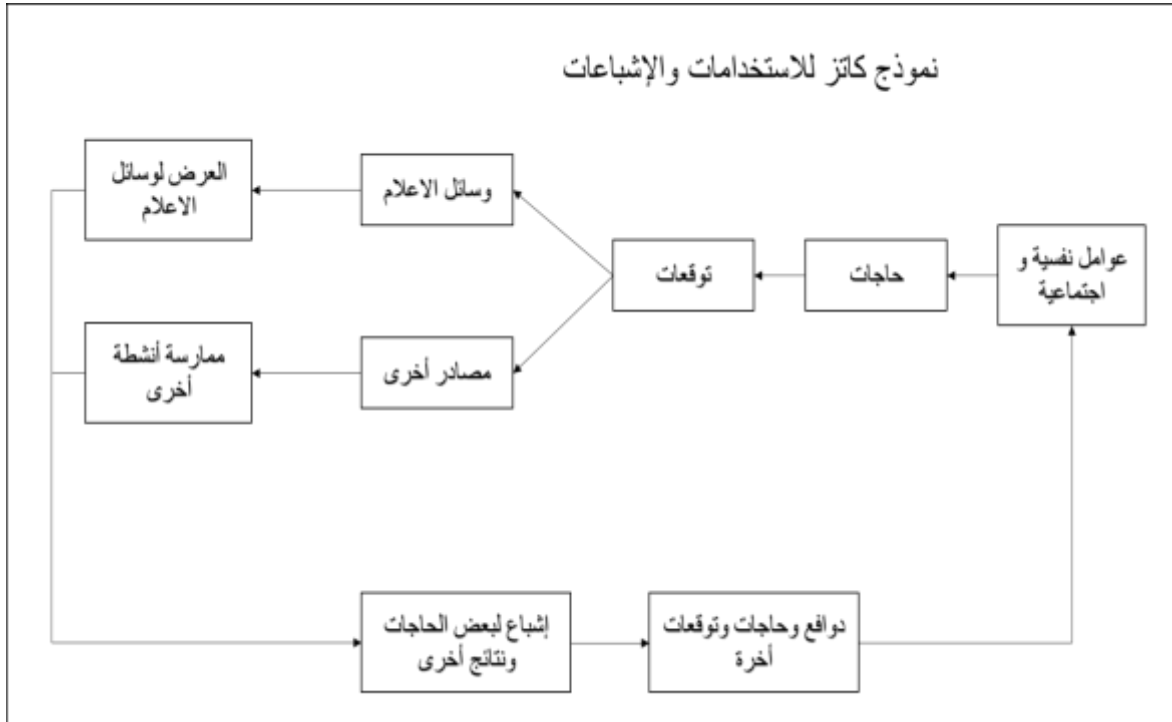 نموذج كاتز للاستخدامات والإشباعات
عوامل نفسية و
اجتماعية
حاجات
توقعات
وسائل الاعلام
العرض لوسائل
الاعلام
مصادر أخرى
ممارسة أنشطة
أخرى
إشباع لبعض الحاجات
ونتائج أخرى
دوافع وحاجات وتوقعات
أخرة